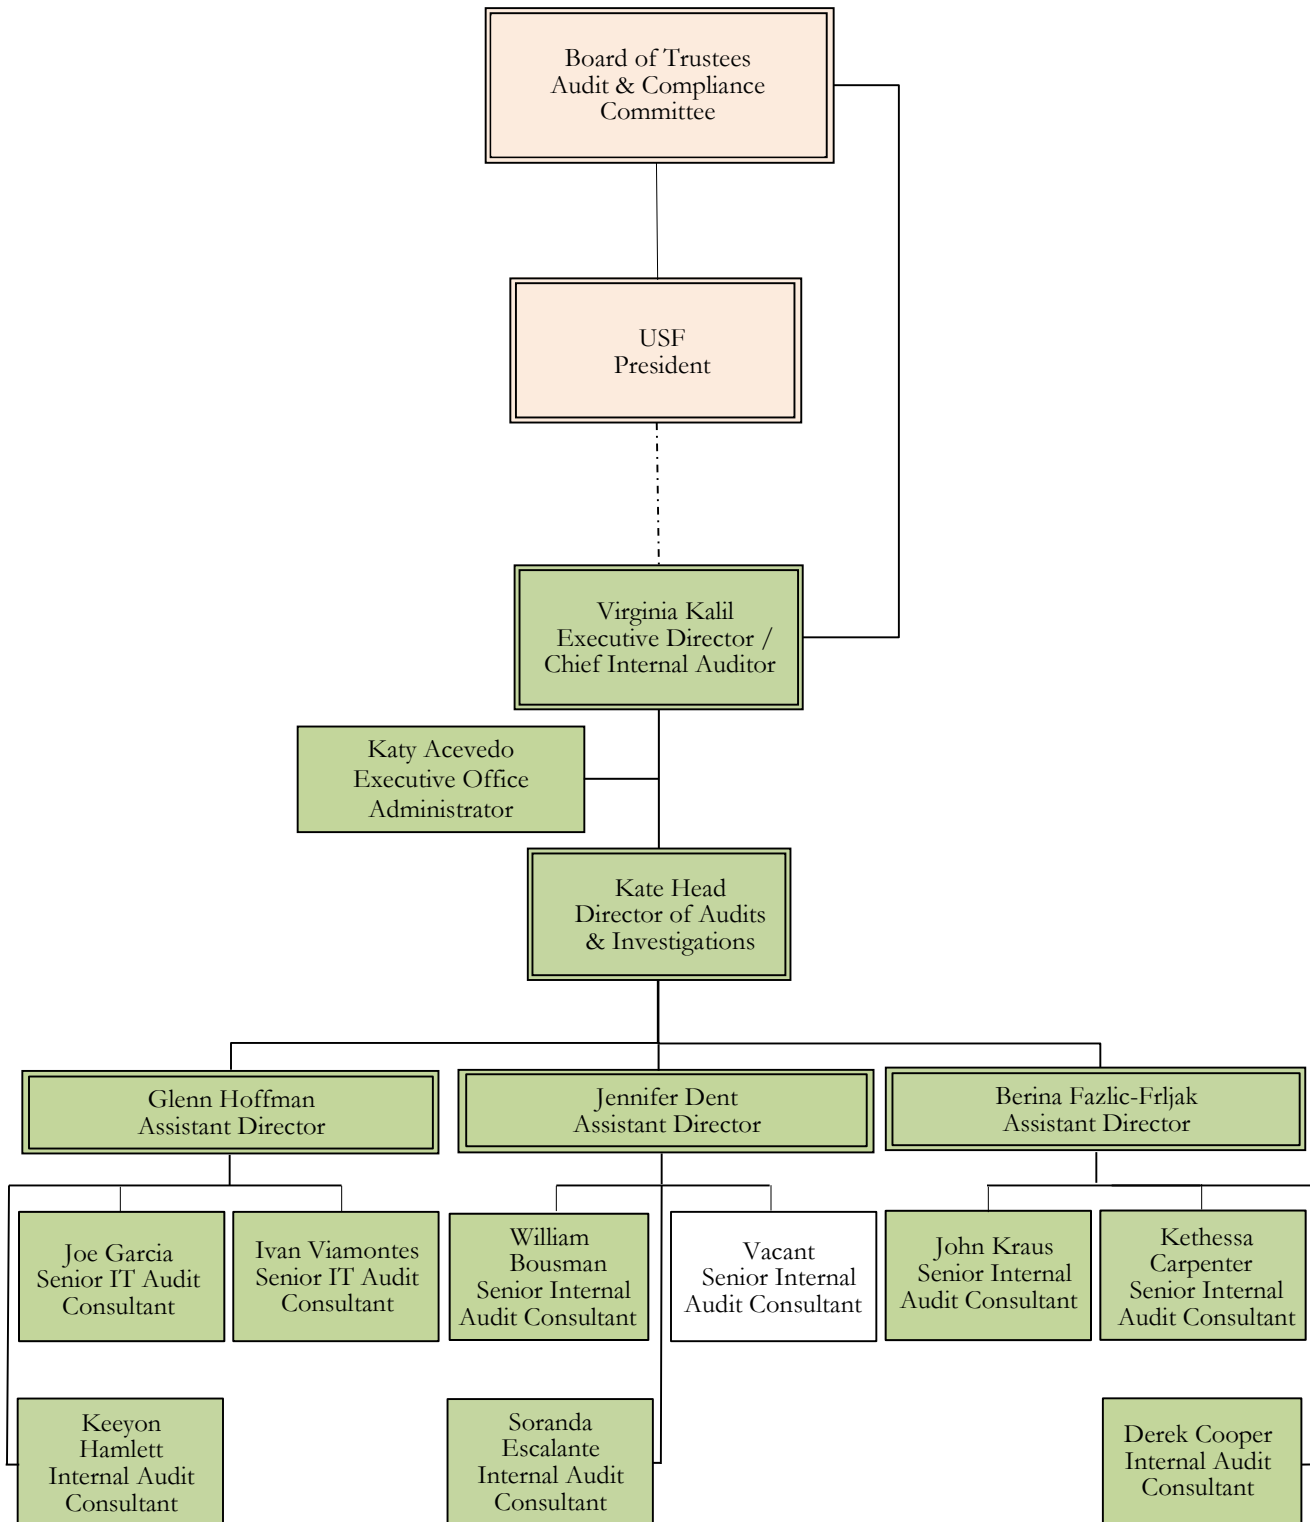 Board of Trustees
Audit & Compliance
Committee
USF
President
Virginia Kalil
Executive Director /
Chief Internal Auditor
Katy Acevedo
Executive Office
Administrator
Kate Head
Director of Audits
& Investigations
Glenn Hoffman
Assistant Director
Jennifer Dent
Assistant Director
Berina Fazlic-Frljak
Assistant Director
Joe Garcia
Senior IT Audit
Consultant
Ivan Viamontes
Senior IT Audit
Consultant
William
Bousman
Senior Internal
Audit Consultant
Vacant
Senior Internal
Audit Consultant
John Kraus
Senior Internal
Audit Consultant
Kethessa
Carpenter
Senior Internal
Audit Consultant
Keeyon
Hamlett
Internal Audit
Consultant
Soranda
Escalante
Internal Audit
Consultant
Derek Cooper
Internal Audit
Consultant